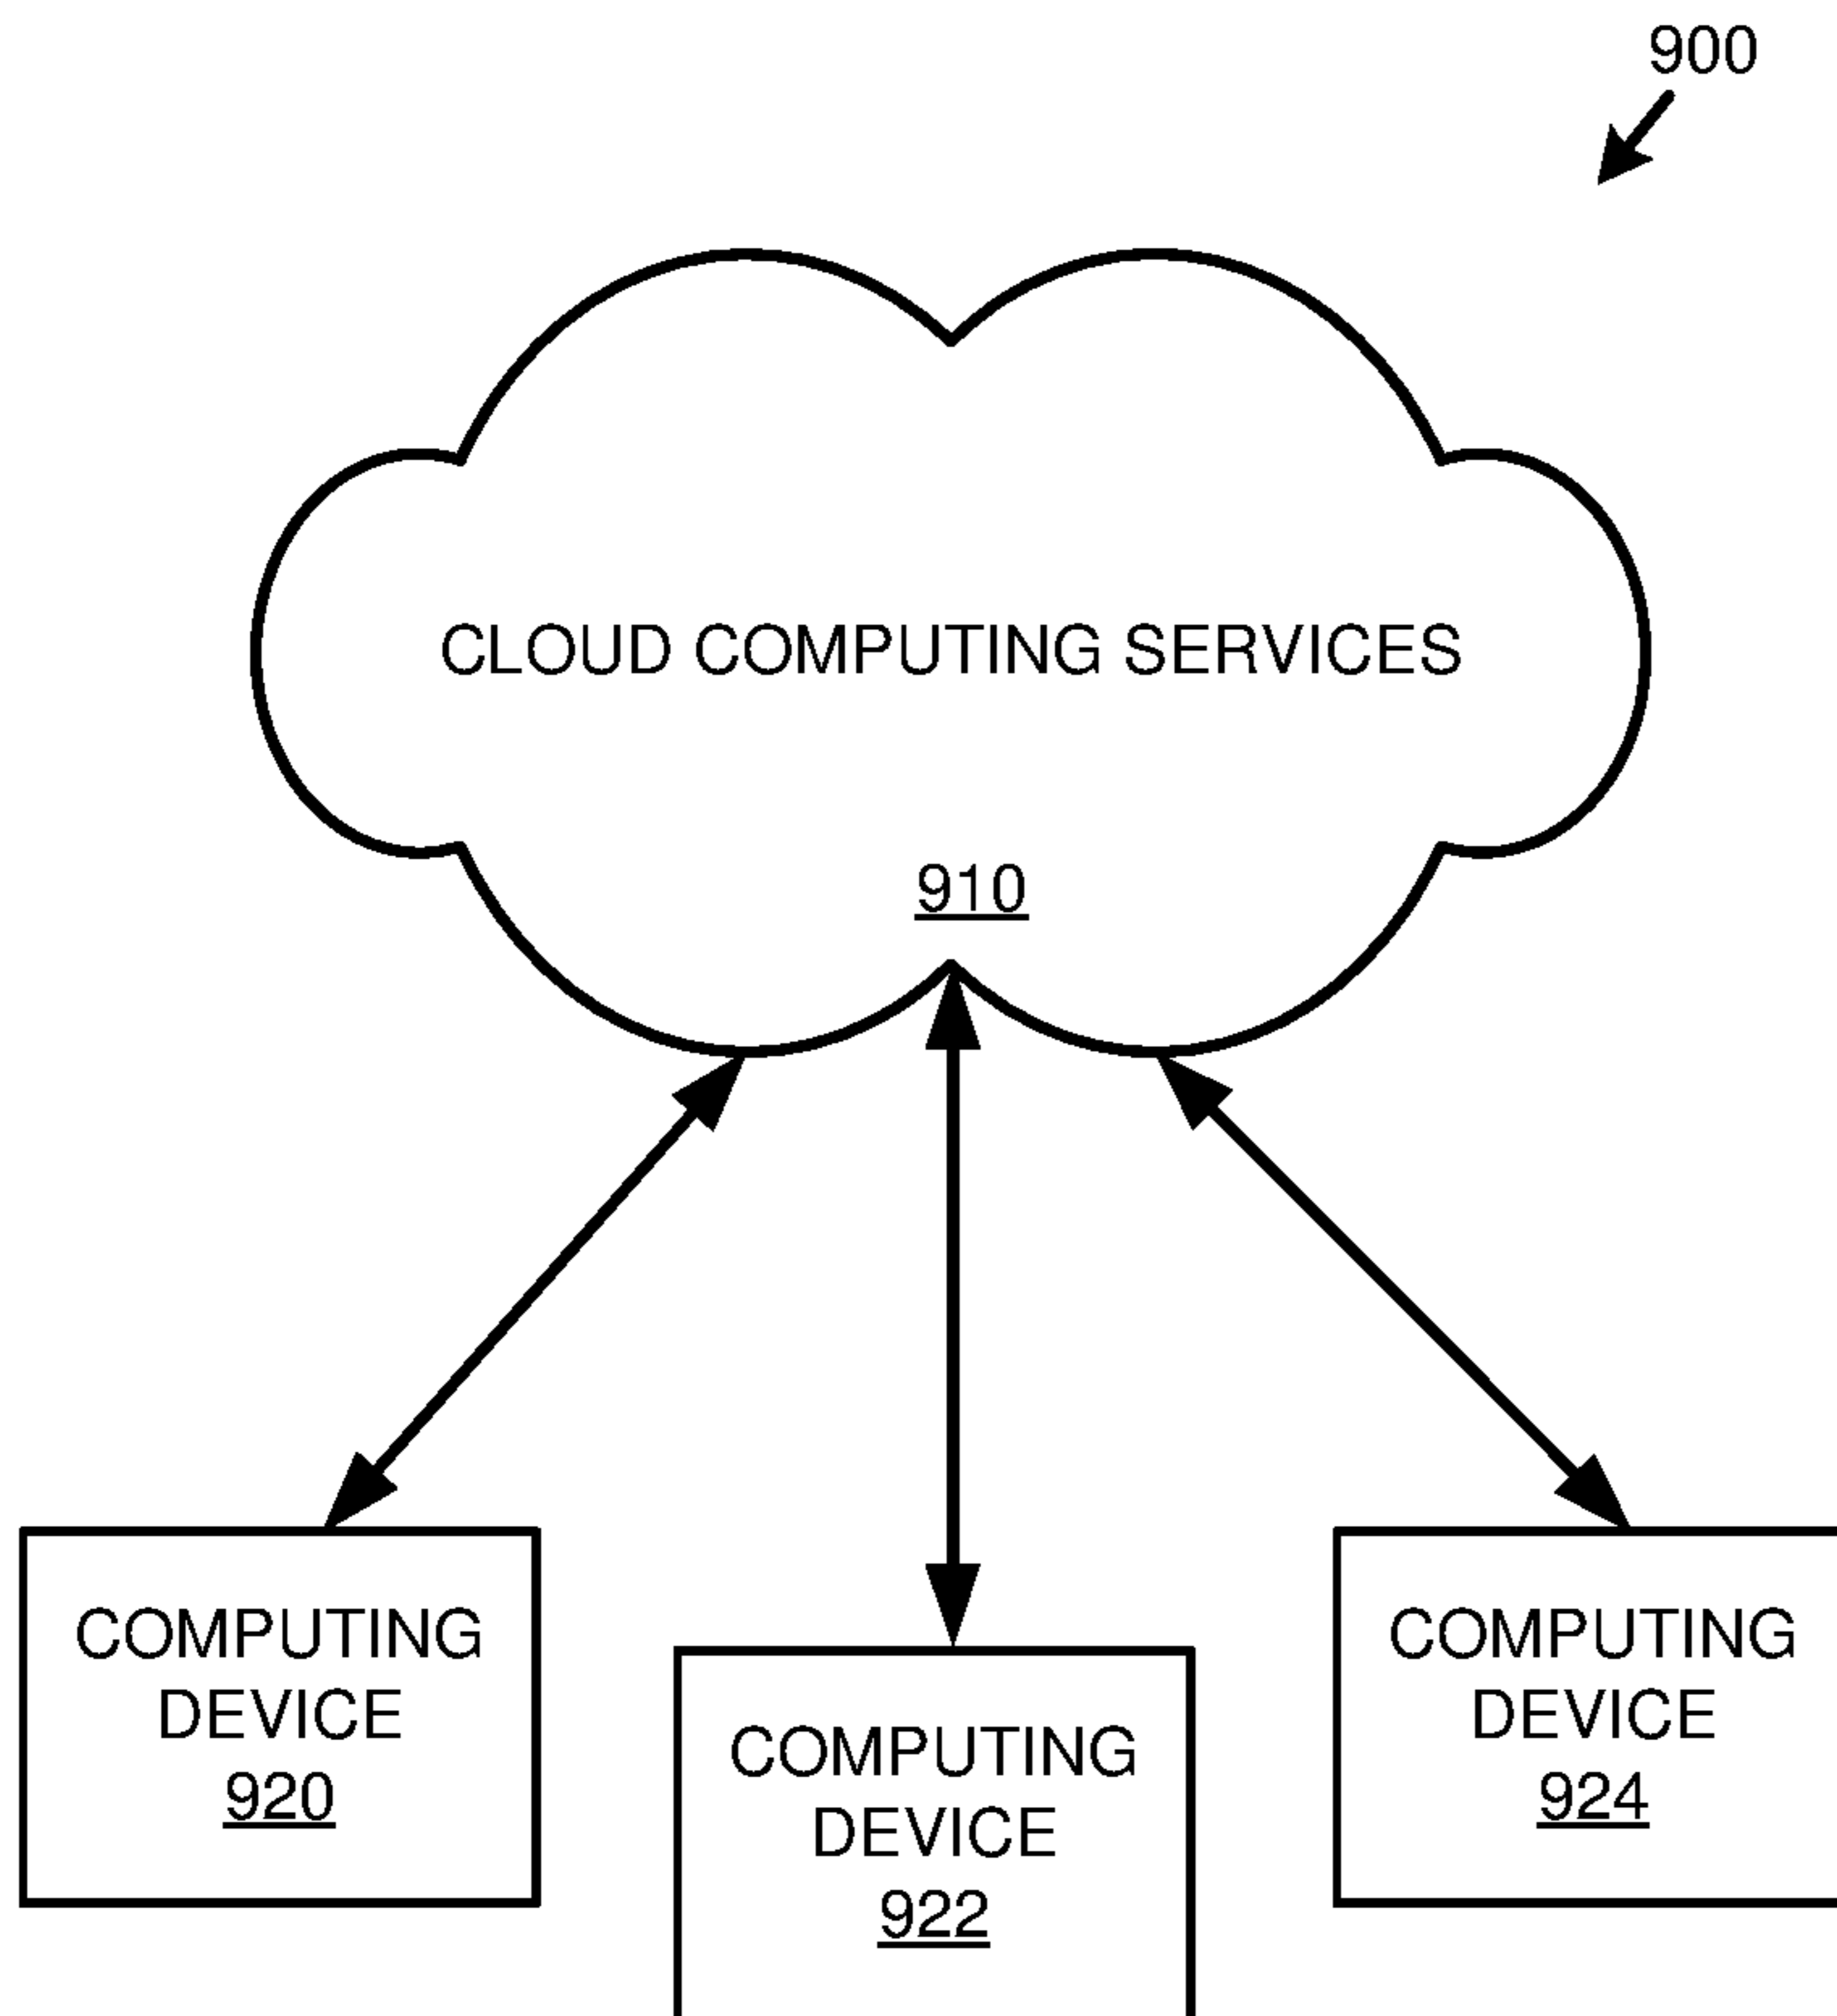 900
CLOUD COMPUTING SERVICES
910
COMPUTING
DEVICE
920
COMPUTING
DEVICE
922
COMPUTING
DEVICE
924